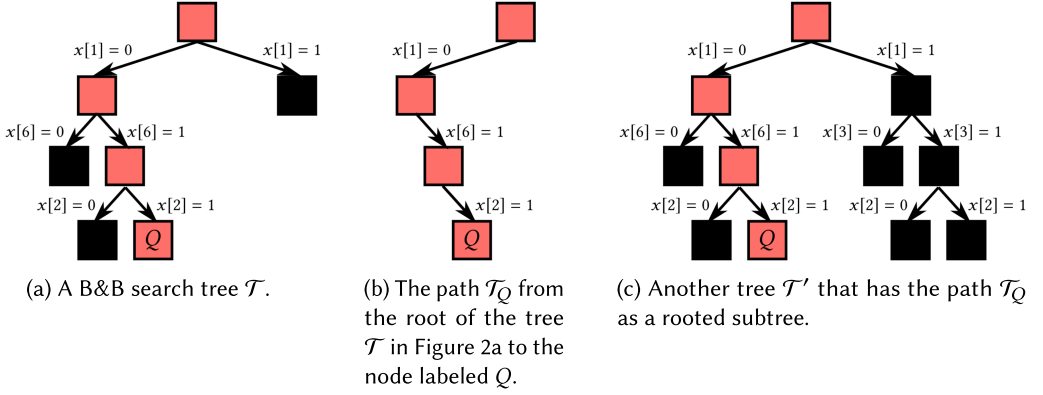 x[1] = 0
x[1] = 1
x[6] = 0
x[6] = 1
x[2] = 0
x[2] = 1
Q
(a) A B&B search tree 𝒯.
x[1] = 0
x[6] = 1
x[2] = 1
Q
(b) The path 𝒯_Q from
the root of the tree
𝒯 in Figure 2a to the
node labeled Q.
x[1] = 0
x[1] = 1
x[6] = 0
x[6] = 1
x[3] = 0
x[3] = 1
x[2] = 0
x[2] = 1
x[2] = 0
x[2] = 1
Q
(c) Another tree 𝒯′ that has the path 𝒯_Q
as a rooted subtree.